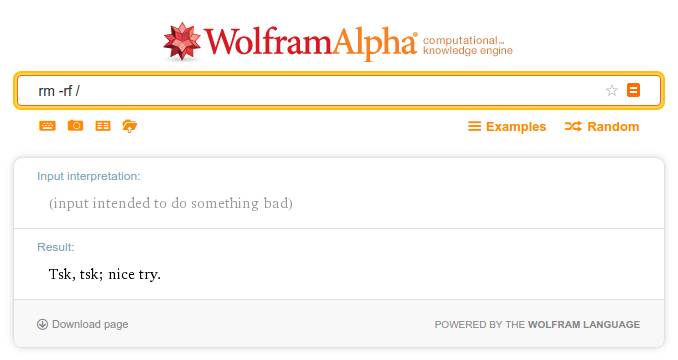 WolframAlpha® computational...
knowledge engine
rm -rf /
Examples
Random
Input interpretation:
(input intended to do something bad)
Result:
Tsk, tsk; nice try.
Download page
POWERED BY THE WOLFRAM LANGUAGE